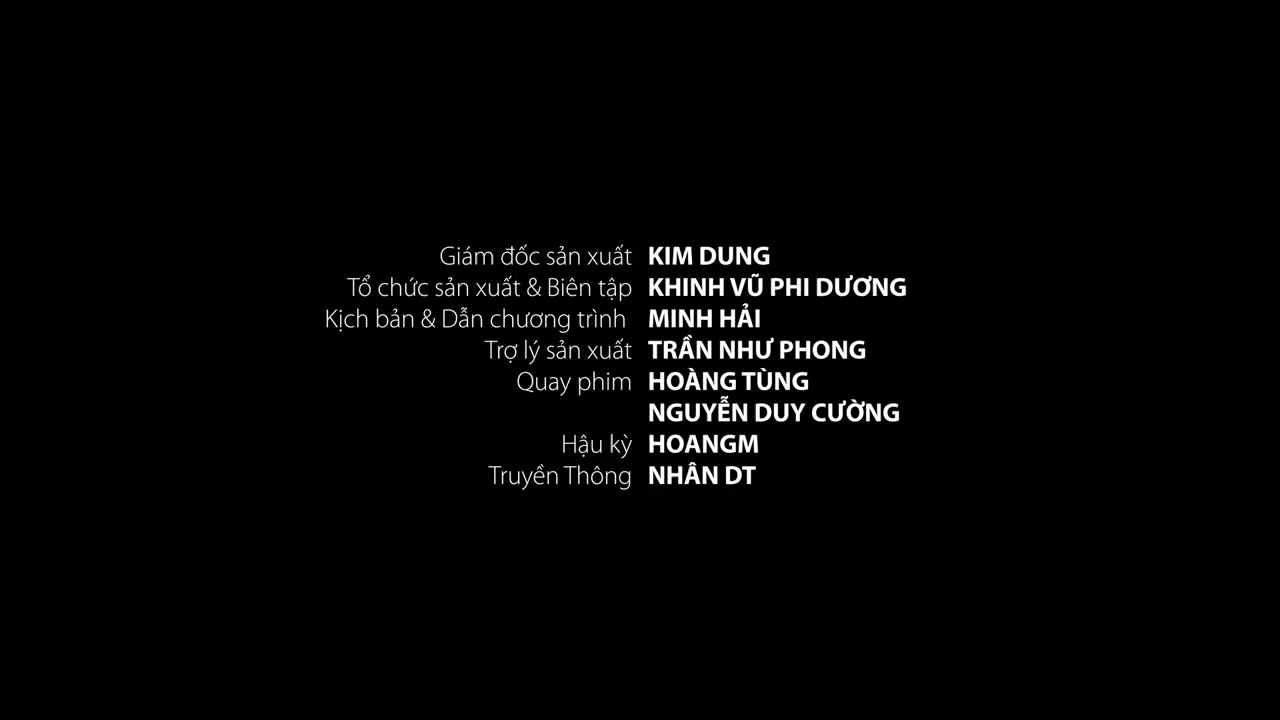 Giám đốc sản xuất KIM DUNG
Tổ chức sản xuất & Biên tập KHINH VŨ PHI DƯƠNG
Kịch bản & Dẫn chương trình MINH HẢI
Trợ lý sản xuất TRẦN NHƯ PHONG
Quay phim HOÀNG TÙNG
NGUYỄN DUY CƯỜNG
Hậu kỳ HOANGM
Truyền Thông NHÂN DT